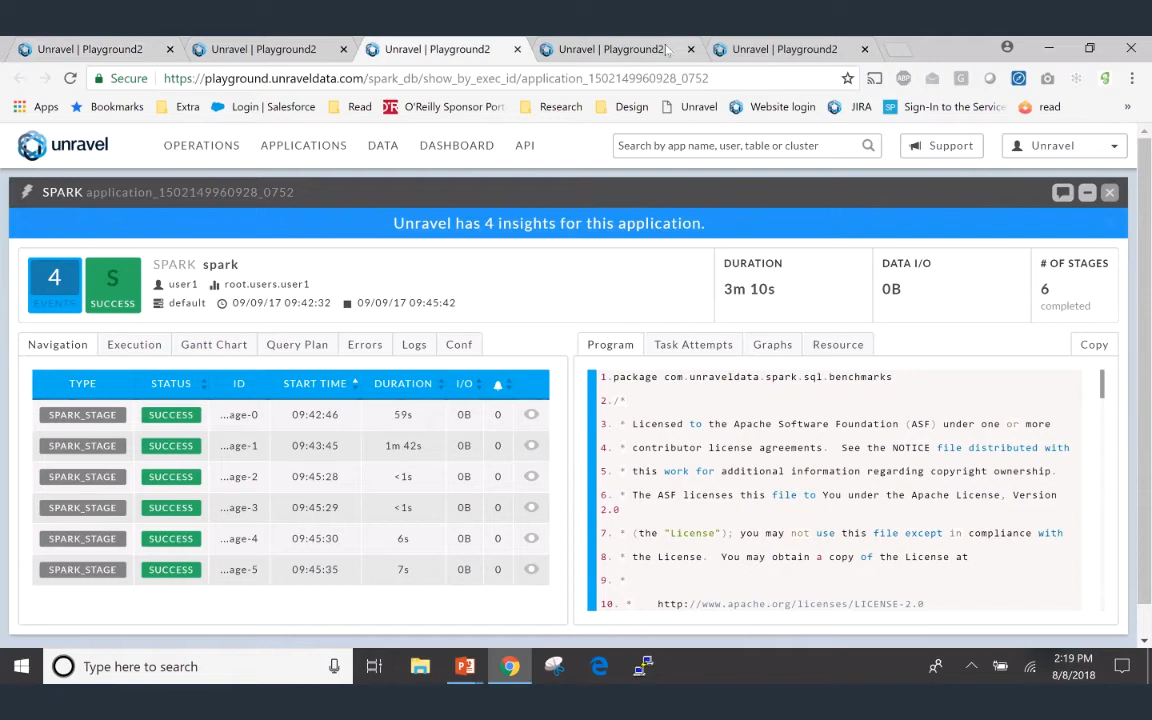 Unravel | Playground2
Unravel | Playground2
Unravel | Playground2
Unravel | Playground2
Unravel | Playground2
Secure
https://playground.unraveldata.com/spark_db/show_by_exec_id/application_1502149960928_0752
Apps
Bookmarks
Extra
Login | Salesforce
Read
O'Reilly Sponsor Port
Research
Design
Unravel
Website login
JIRA
Sign-In to the Service
read
»
unravel
OPERATIONS
APPLICATIONS
DATA
DASHBOARD
API
Search by app name, user, table or cluster
Support
Unravel
SPARK application_1502149960928_0752
Unravel has 4 insights for this application.
4
EVENTS
S
SUCCESS
SPARK spark
user1 root.users.user1
default 09/09/17 09:42:32 09/09/17 09:45:42
DURATION
3m 10s
DATA I/O
0B
# OF STAGES
6
completed
Navigation Execution Gantt Chart Query Plan Errors Logs Conf
TYPE STATUS ID START TIME DURATION I/O
SPARK_STAGE SUCCESS ...age-0 09:42:46 59s 0B 0
SPARK_STAGE SUCCESS ...age-1 09:43:45 1m 42s 0B 0
SPARK_STAGE SUCCESS ...age-2 09:45:28 <1s 0B 0
SPARK_STAGE SUCCESS ...age-3 09:45:29 <1s 0B 0
SPARK_STAGE SUCCESS ...age-4 09:45:30 6s 0B 0
SPARK_STAGE SUCCESS ...age-5 09:45:35 7s 0B 0
Program Task Attempts Graphs Resource Copy
1.package com.unraveldata.spark.sql.benchmarks
2./*
3. * Licensed to the Apache Software Foundation (ASF) under one or more
4. * contributor license agreements.  See the NOTICE file distributed with
5. * this work for additional information regarding copyright ownership.
6. * The ASF licenses this file to You under the Apache License, Version
2.0
7. * (the "License"); you may not use this file except in compliance with
8. * the License.  You may obtain a copy of the License at
9. *
10. *    http://www.apache.org/licenses/LICENSE-2.0
Type here to search
2:19 PM
8/8/2018